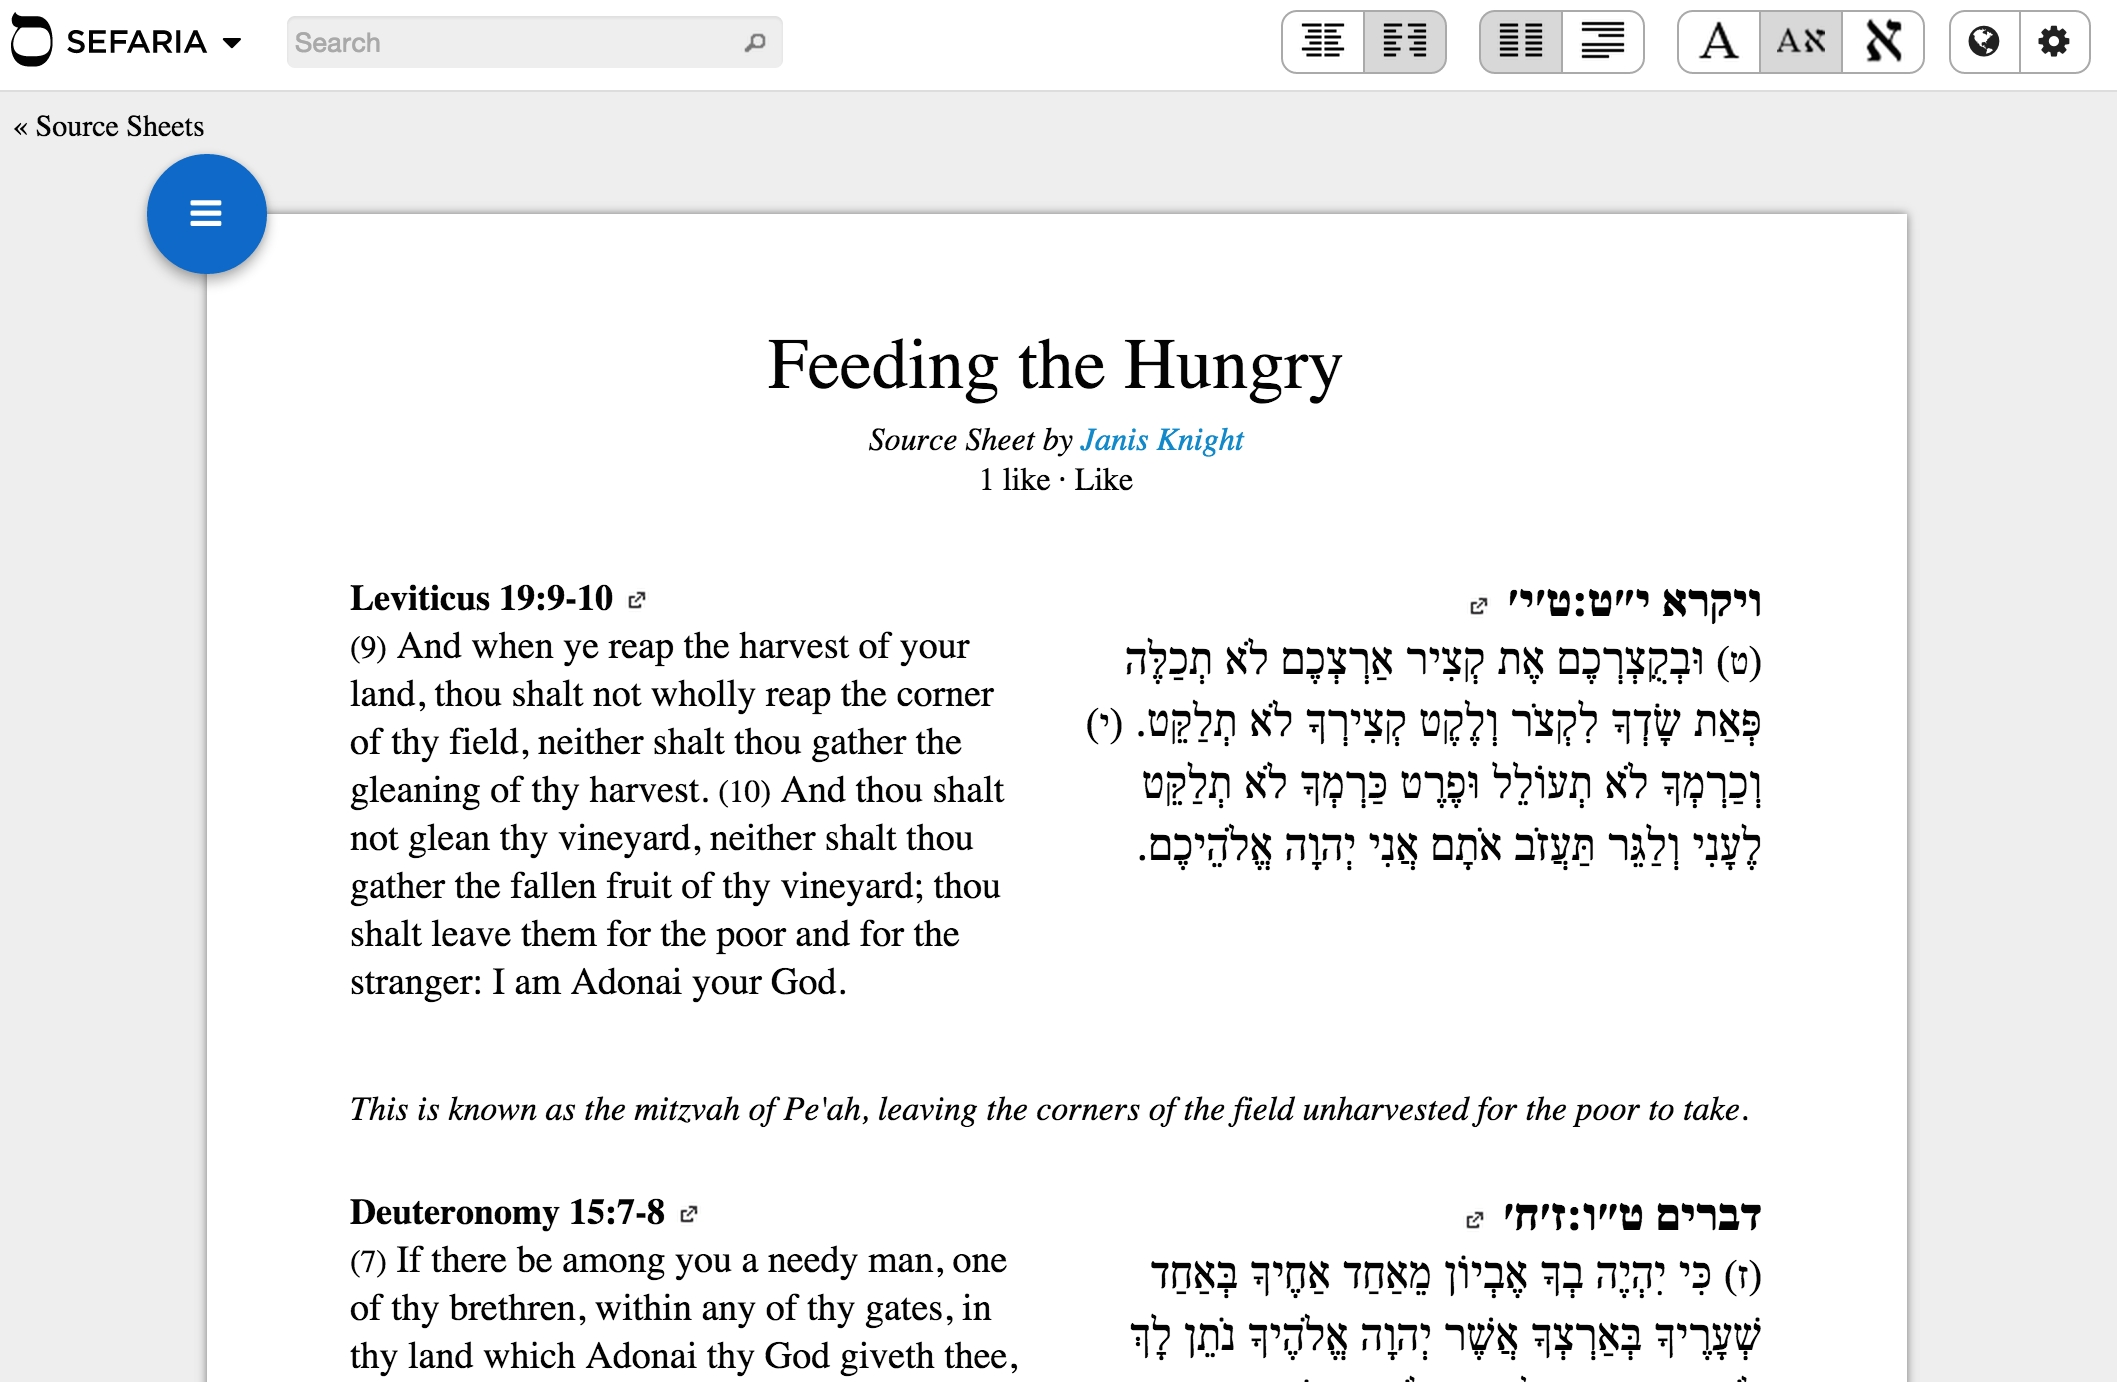 SEFARIA
Search
A
Aא
א
« Source Sheets
Feeding the Hungry
Source Sheet by Janis Knight
1 like · Like
Leviticus 19:9-10
(9) And when ye reap the harvest of your
land, thou shalt not wholly reap the corner
of thy field, neither shalt thou gather the
gleaning of thy harvest. (10) And thou shalt
not glean thy vineyard, neither shalt thou
gather the fallen fruit of thy vineyard; thou
shalt leave them for the poor and for the
stranger: I am Adonai your God.
ויקרא י״ט:ט׳י׳
(ט) וּבְקֻצְרְכֶם אֶת קְצִיר אַרְצְכֶם לֹא תְכַלֶּה
פְּאַת שָׂדְךָ לִקְצֹר וְלֶקֶט קְצִירְךָ לֹא תְלַקֵּט. (י)
וְכַרְמְךָ לֹא תְעוֹלֵל וּפֶרֶט כַּרְמְךָ לֹא תְלַקֵּט
לֶעָנִי וְלַגֵּר תַּעֲזֹב אֹתָם אֲנִי יְהוָה אֱלֹהֵיכֶם.
This is known as the mitzvah of Pe'ah, leaving the corners of the field unharvested for the poor to take.
Deuteronomy 15:7-8
(7) If there be among you a needy man, one
of thy brethren, within any of thy gates, in
thy land which Adonai thy God giveth thee,
דברים ט״ו:ז׳ח׳
(ז) כִּי יִהְיֶה בְךָ אֶבְיוֹן מֵאַחַד אַחֶיךָ בְּאַחַד
שְׁעָרֶיךָ בְּאַרְצְךָ אֲשֶׁר יְהוָה אֱלֹהֶיךָ נֹתֵן לָךְ